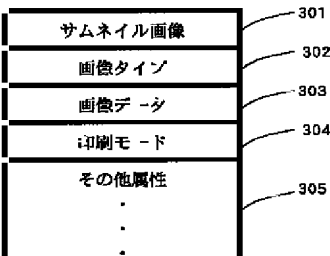 サムネイル画像
301
画像タイプ
302
画像データ
303
印刷モード
304
その他属性
305
・
・
・